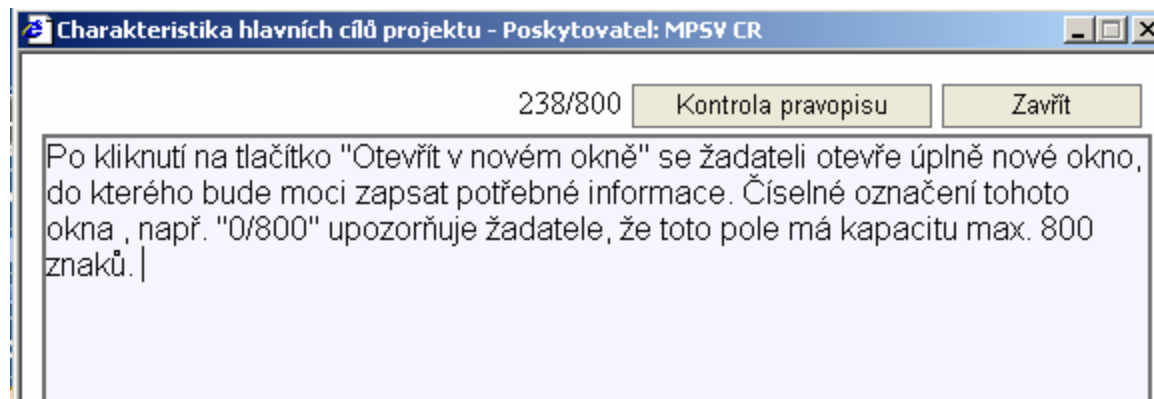 Charakteristika hlavních cílů projektu - Poskytovatel: MPSV CR
238/800 Kontrola pravopisu Zavřít
Po kliknutí na tlačítko "Otevřít v novém okně" se žadateli otevře úplně nové okno,
do kterého bude moci zapsat potřebné informace. Číselné označení tohoto
okna , např. "0/800" upozorňuje žadatele, že toto pole má kapacitu max. 800
znaků.